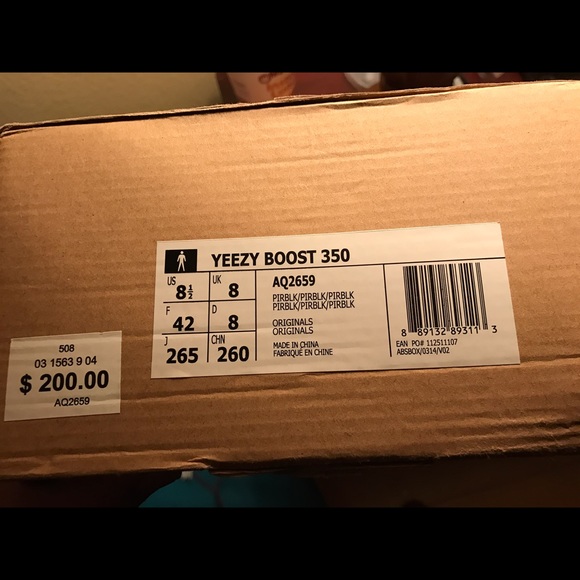 YEEZY BOOST 350
US 8½ UK 8
F 42 D 8
J 265 CHN 260
AQ2659
PIRBLK/PIRBLK/PIRBLK
PIRBLK/PIRBLK/PIRBLK
ORIGINALS
ORIGINALS
MADE IN CHINA
FABRIQUÉ EN CHINE
8 89132 89311 3
EAN PO# 112511107
ABSBOX/0314/V02
508
03 1563 9 04
$ 200.00
AQ2659